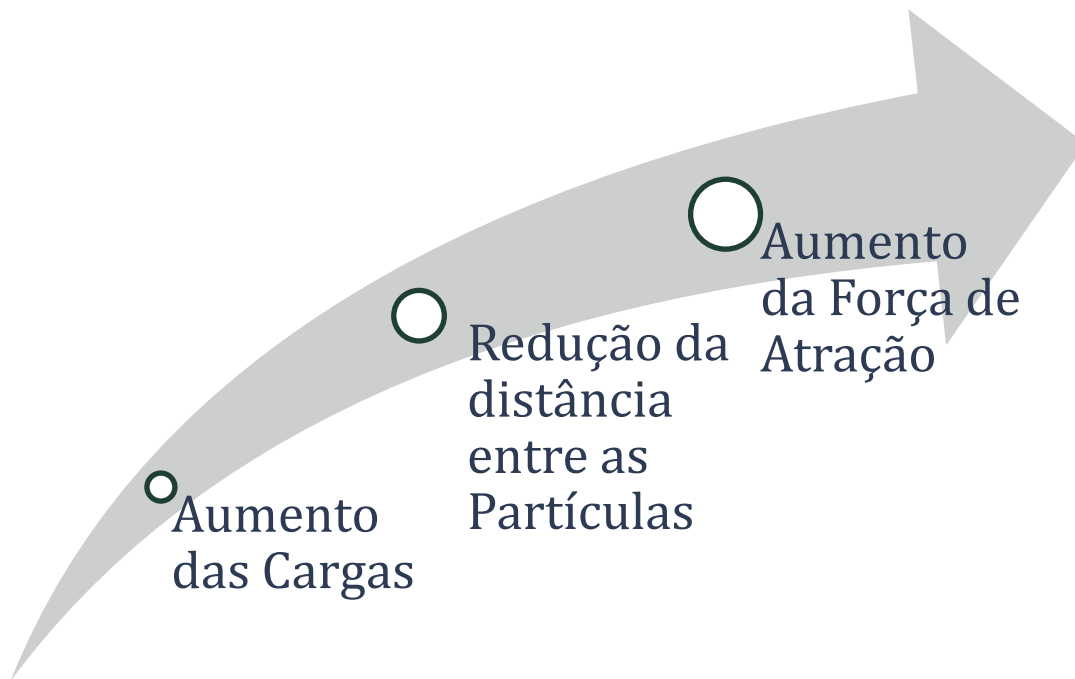 Aumento
das Cargas
Redução da
distância
entre as
Partículas
Aumento
da Força de
Atração